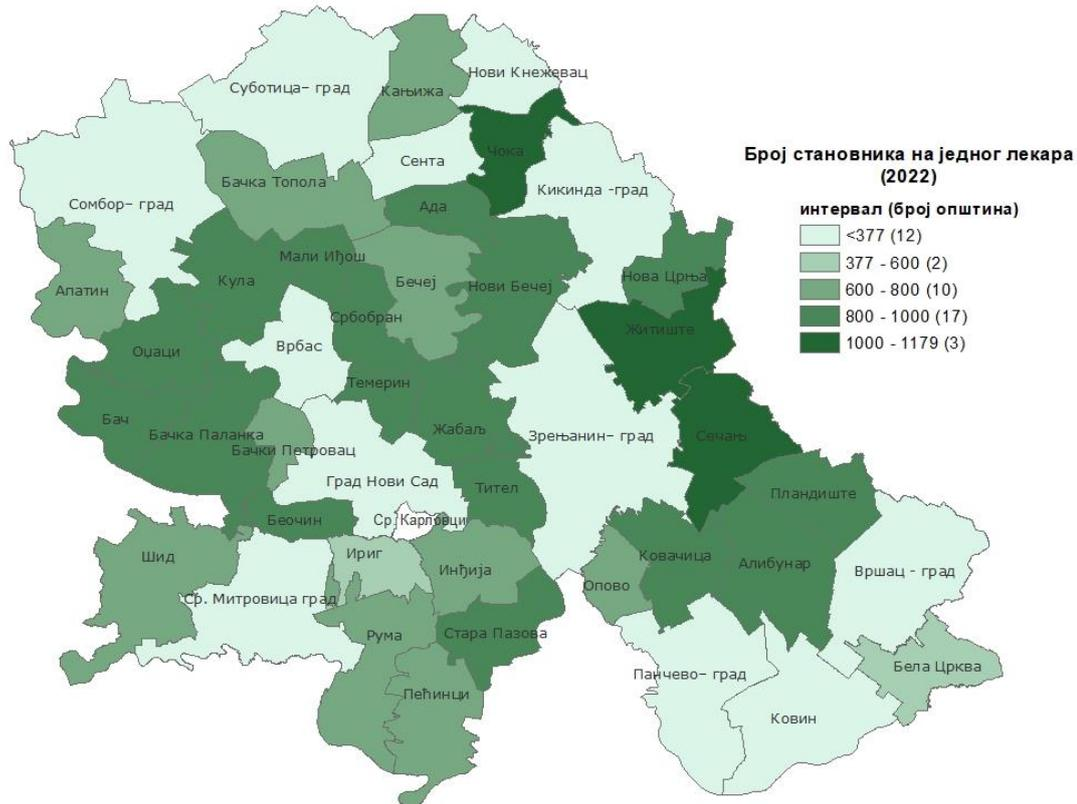 Нови Кнежевац
Суботица- град
Кањижа
Чока
Сента
Бачка Топола
Кикинда -град
Сомбор- град
Ада
Мали Иђош
Нова Црња
Кула
Бечеј
Нови Бечеј
Апатин
Србобран
Житиште
Врбас
Оџаци
Темерин
Бач
Жабаљ
Бачка Паланка
Зрењанин- град
Сечањ
Бачки Петровац
Град Нови Сад
Тител
Пландиште
Беочин
Ср. Карловци
Шид
Ириг
Ковачица
Инђија
Алибунар
Вршац - град
Опово
Ср. Митровица град
Рума
Стара Пазова
Бела Црква
Панчево- град
Пећинци
Ковин
Број становника на једног лекара
(2022)
интервал (број општина)
<377 (12)
377 - 600 (2)
600 - 800 (10)
800 - 1000 (17)
1000 - 1179 (3)